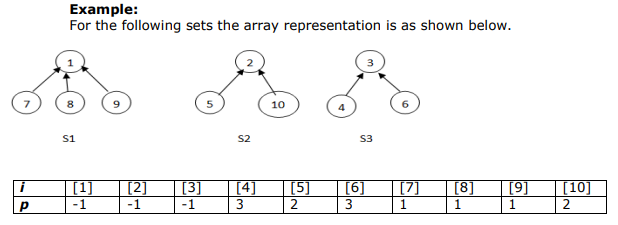 Example:
For the following sets the array representation is as shown below.
1 2 3
7 8 9 5 10 4 6
S1 S2 S3
i [1] [2] [3] [4] [5] [6] [7] [8] [9] [10]
p -1 -1 -1 3 2 3 1 1 1 2